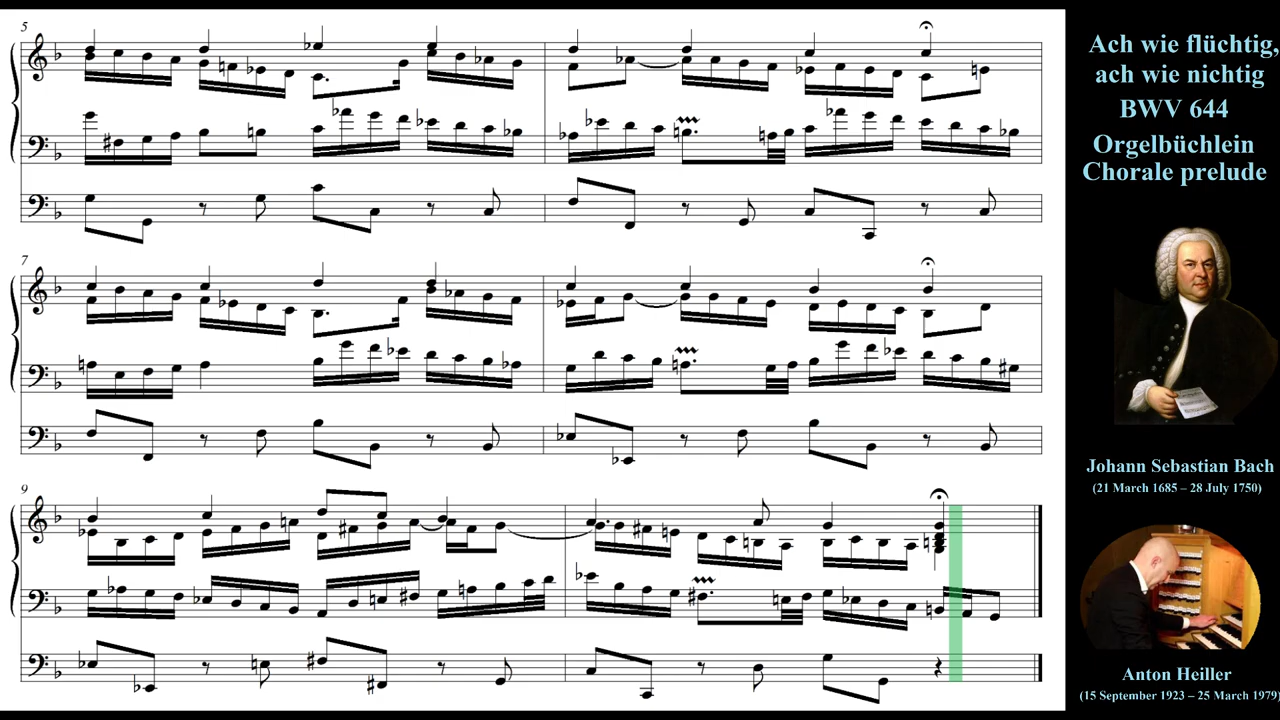 5
7
9
Ach wie flüchtig,
ach wie nichtig
BWV 644
Orgelbüchlein
Chorale prelude
Johann Sebastian Bach
(21 March 1685 – 28 July 1750)
Anton Heiller
(15 September 1923 – 25 March 1979)